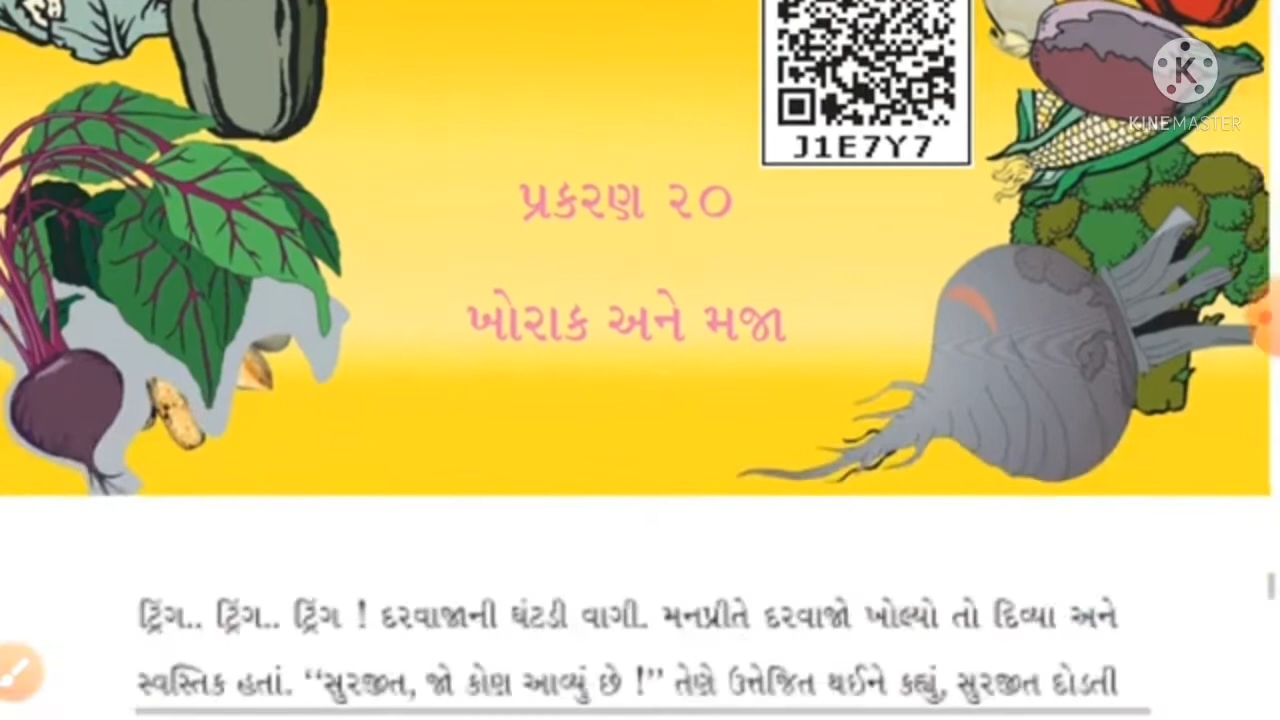 KINEMASTER
J1E7Y7
પ્રકરણ ૨૦
ખોરાક અને મજા
ટ્રિંગ.. ટ્રિંગ.. ટ્રિંગ ! દરવાજાની ઘંટડી વાગી. મનપ્રીતે દરવાજો ખોલ્યો તો દિવ્યા અને
સ્વસ્તિક હતાં. “સુરજીત, જો કોણ આવ્યું છે !” તેણે ઉત્તેજિત થઈને કહ્યું, સુરજીત દોડતી